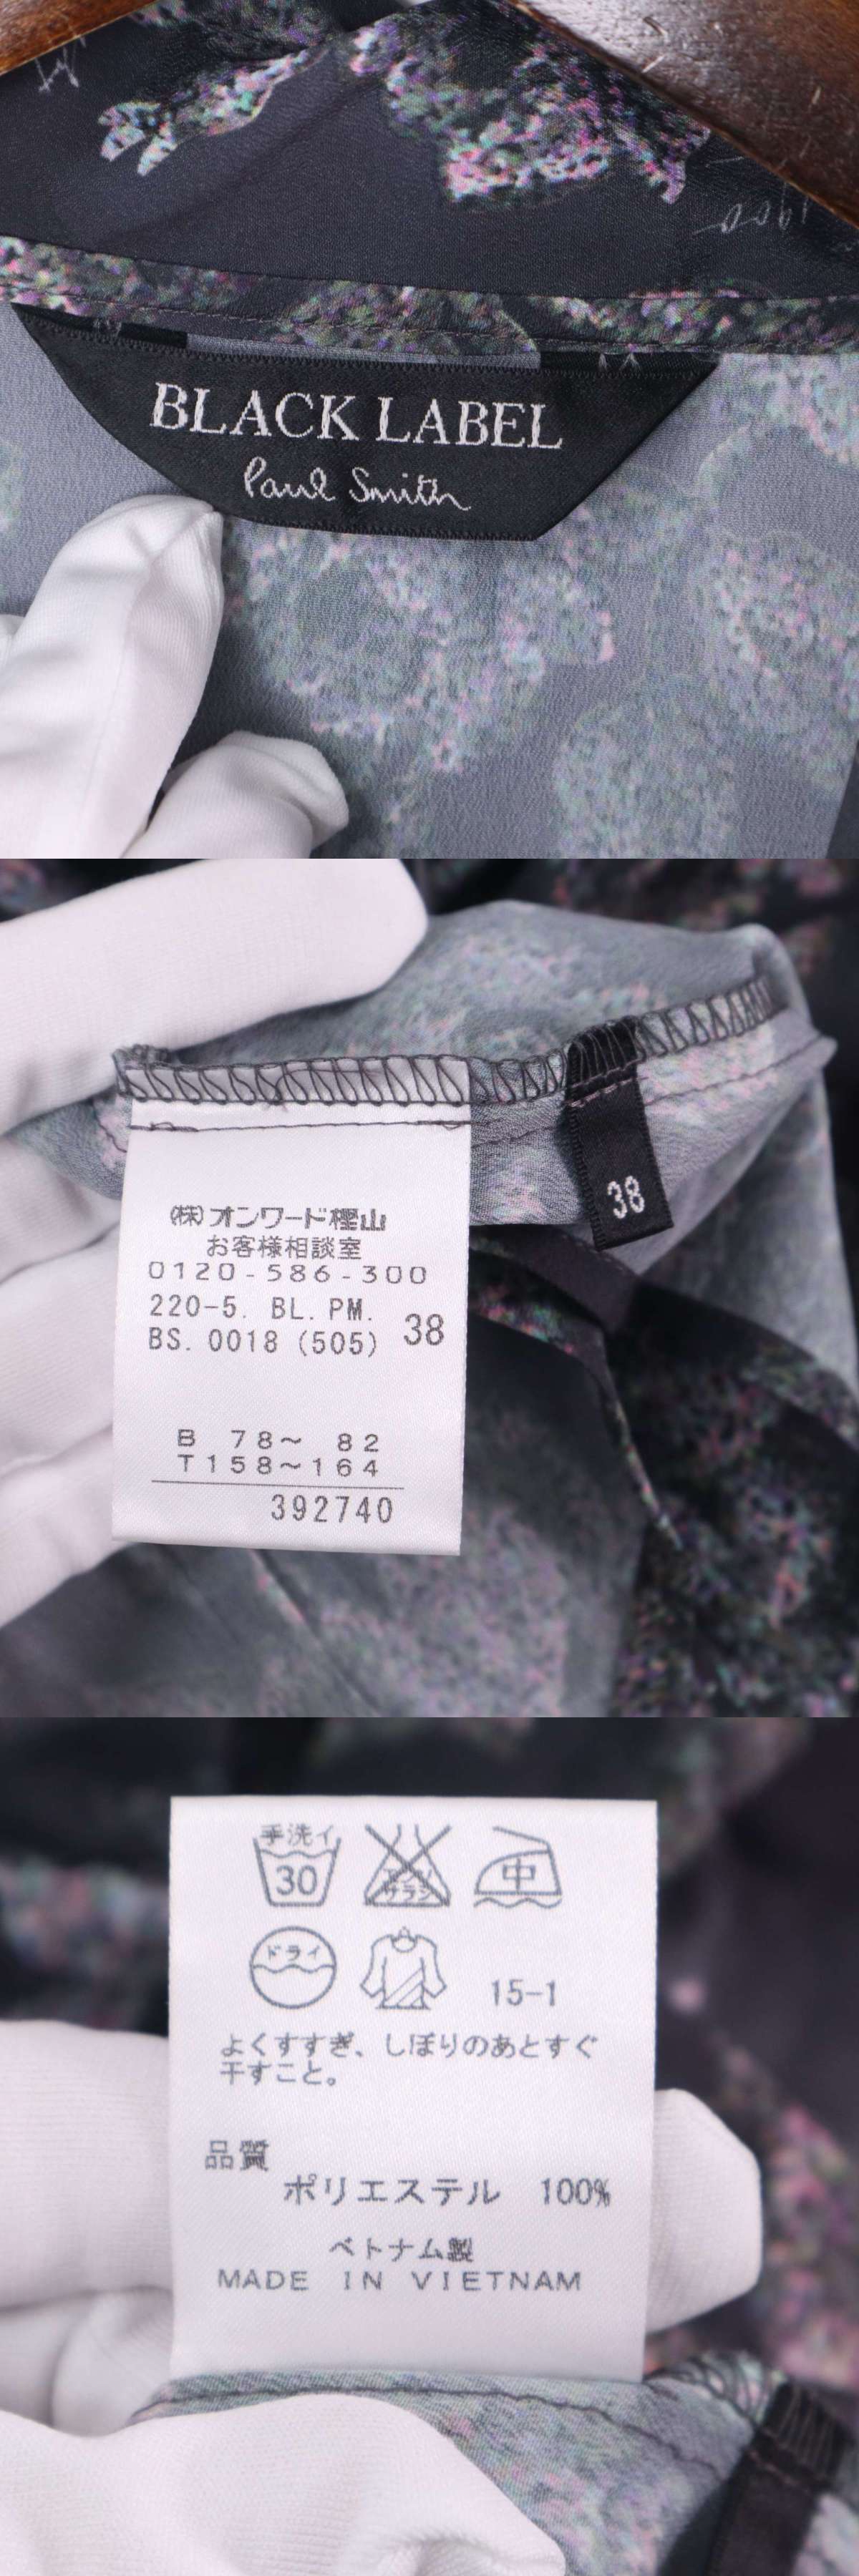 1900
BLACK LABEL
Paul Smith
38
(株)オンワード樫山
お客様相談室
0120-586-300
220-5. BL. PM.
BS. 0018 (505) 38
B 78~ 82
T158~164
392740
手洗イ
30
サラシ
中
ドライ
15-1
よくすすぎ、しぼりのあとすぐ
干すこと。
品質
ポリエステル 100%
ベトナム製
MADE IN VIETNAM